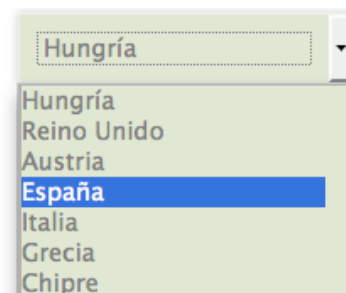 Hungría
Hungría
Reino Unido
Austria
España
Italia
Grecia
Chipre